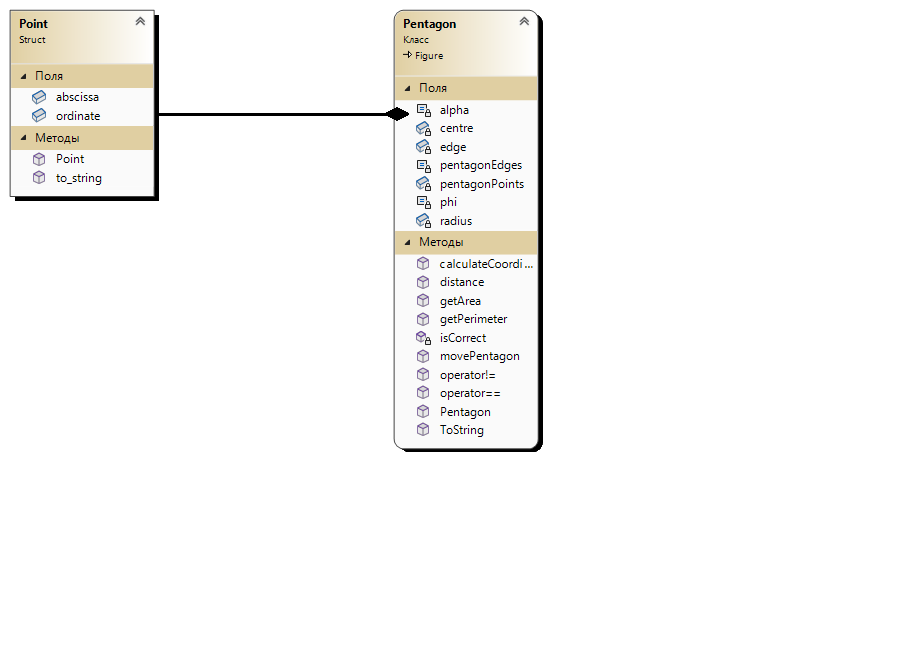 Point
Struct
Поля
abscissa
ordinate
Методы
Point
to_string
Pentagon
Класс
Figure
Поля
alpha
centre
edge
pentagonEdges
pentagonPoints
phi
radius
Методы
calculateCoordi...
distance
getArea
getPerimeter
isCorrect
movePentagon
operator!=
operator==
Pentagon
ToString